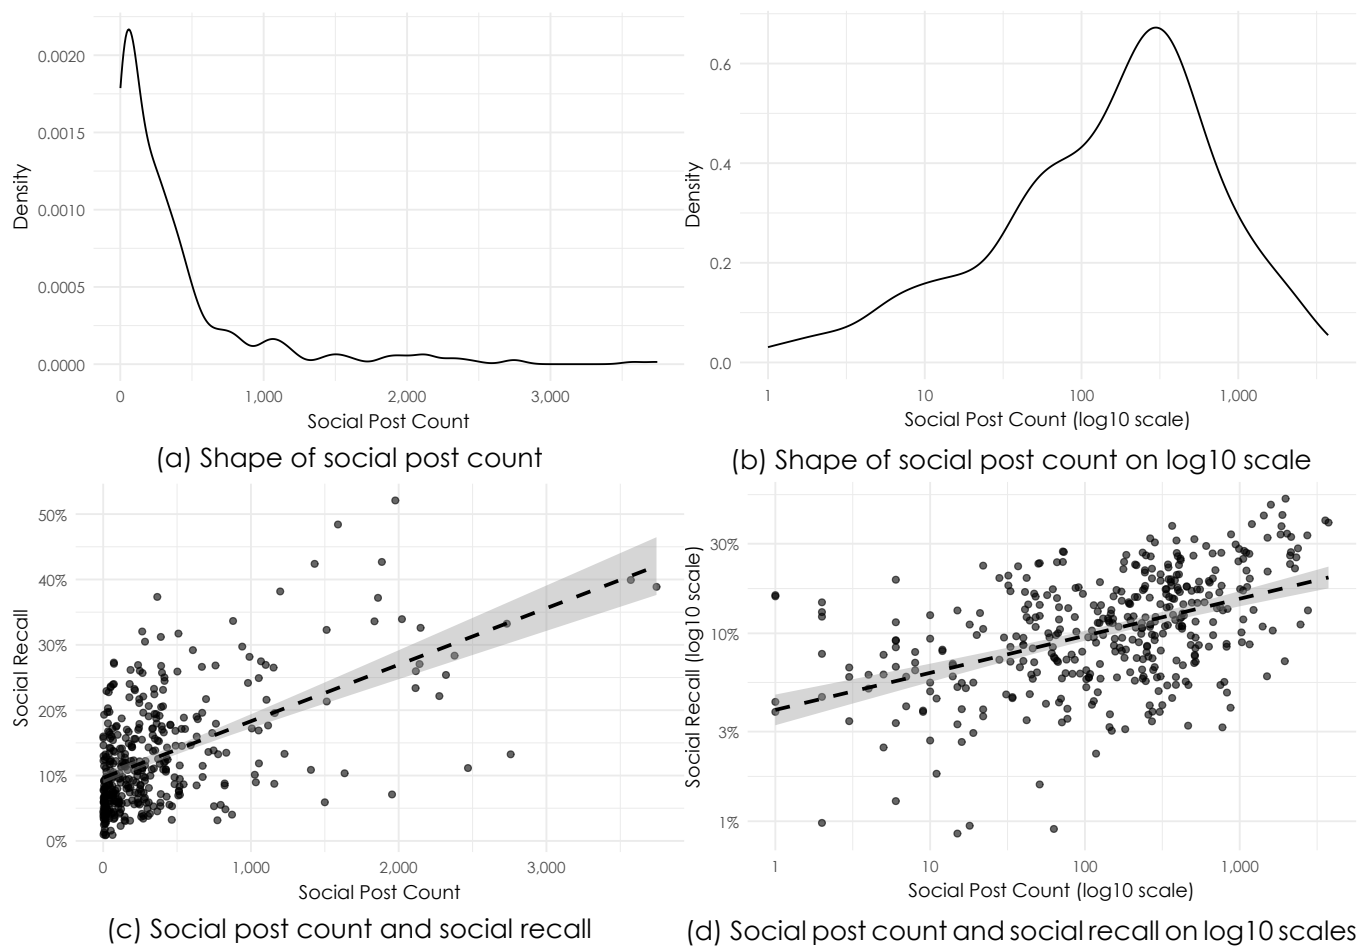 0.0020
0.0015
0.0010
0.0005
0.0000
Density
0
1,000
2,000
3,000
Social Post Count
(a) Shape of social post count
0.6
0.4
0.2
0.0
Density
1
10
100
1,000
Social Post Count (log10 scale)
(b) Shape of social post count on log10 scale
50%
40%
30%
20%
10%
0%
Social Recall
0
1,000
2,000
3,000
Social Post Count
(c) Social post count and social recall
30%
10%
3%
1%
Social Recall (log10 scale)
1
10
100
1,000
Social Post Count (log10 scale)
(d) Social post count and social recall on log10 scales